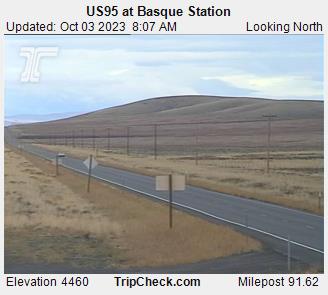 US95 at Basque Station
Updated: Oct 03 2023 8:07 AM Looking North
Elevation 4460 TripCheck.com Milepost 91.62